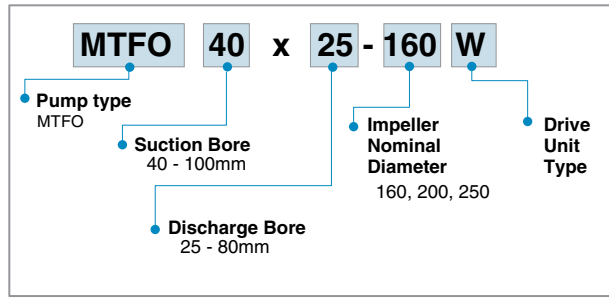 MTFO 40 x 25 - 160 W
Pump type
MTFO
Suction Bore
40 - 100mm
Discharge Bore
25 - 80mm
Impeller
Nominal
Diameter
160, 200, 250
Drive
Unit
Type